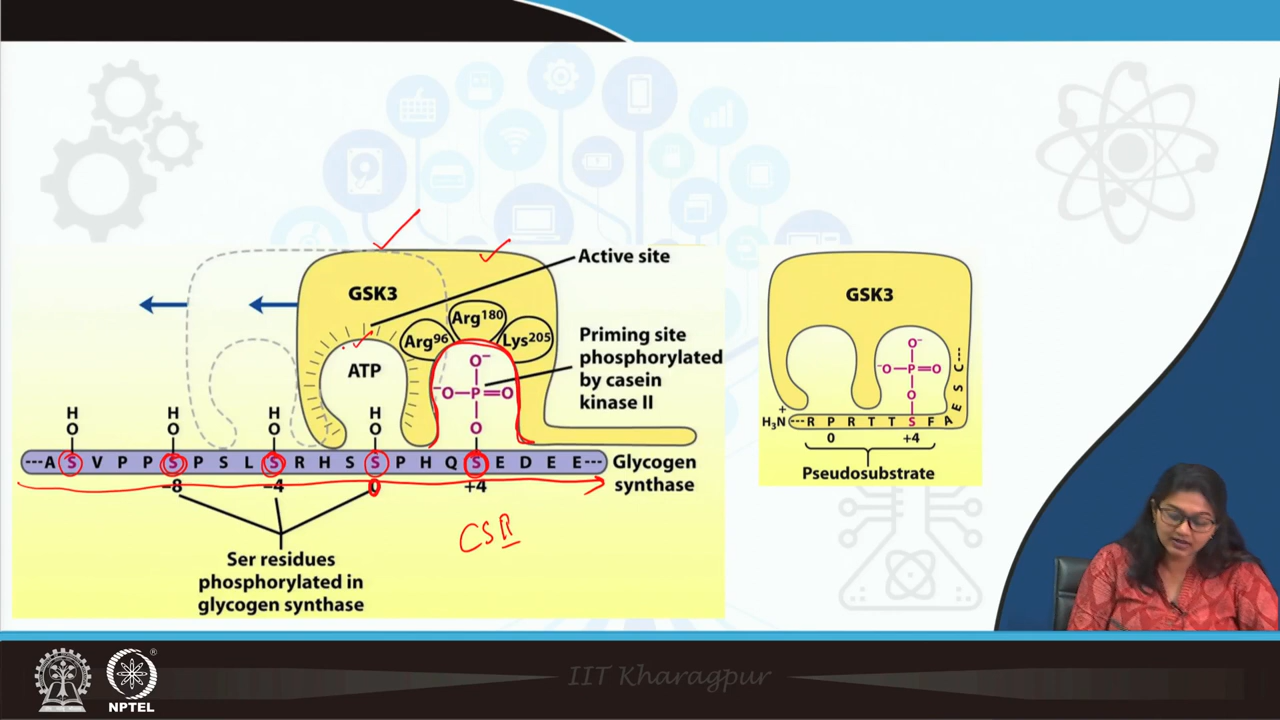 Active site
GSK3
Arg96
Arg180
Lys205
ATP
Priming site
phosphorylated
by casein
kinase II
O⁻
⁻O—P=O
O
H H H H
O O O O
---A S V P P S P S L S R H S S P H Q S E D E E---
Glycogen
synthase
–8 –4 0 +4
Ser residues
phosphorylated in
glycogen synthase
GSK3
O⁻
⁻O—P=O
O
H₃N+---R P R T T S F A E S C---
0 +4
Pseudosubstrate
IIT Kharagpur
NPTEL